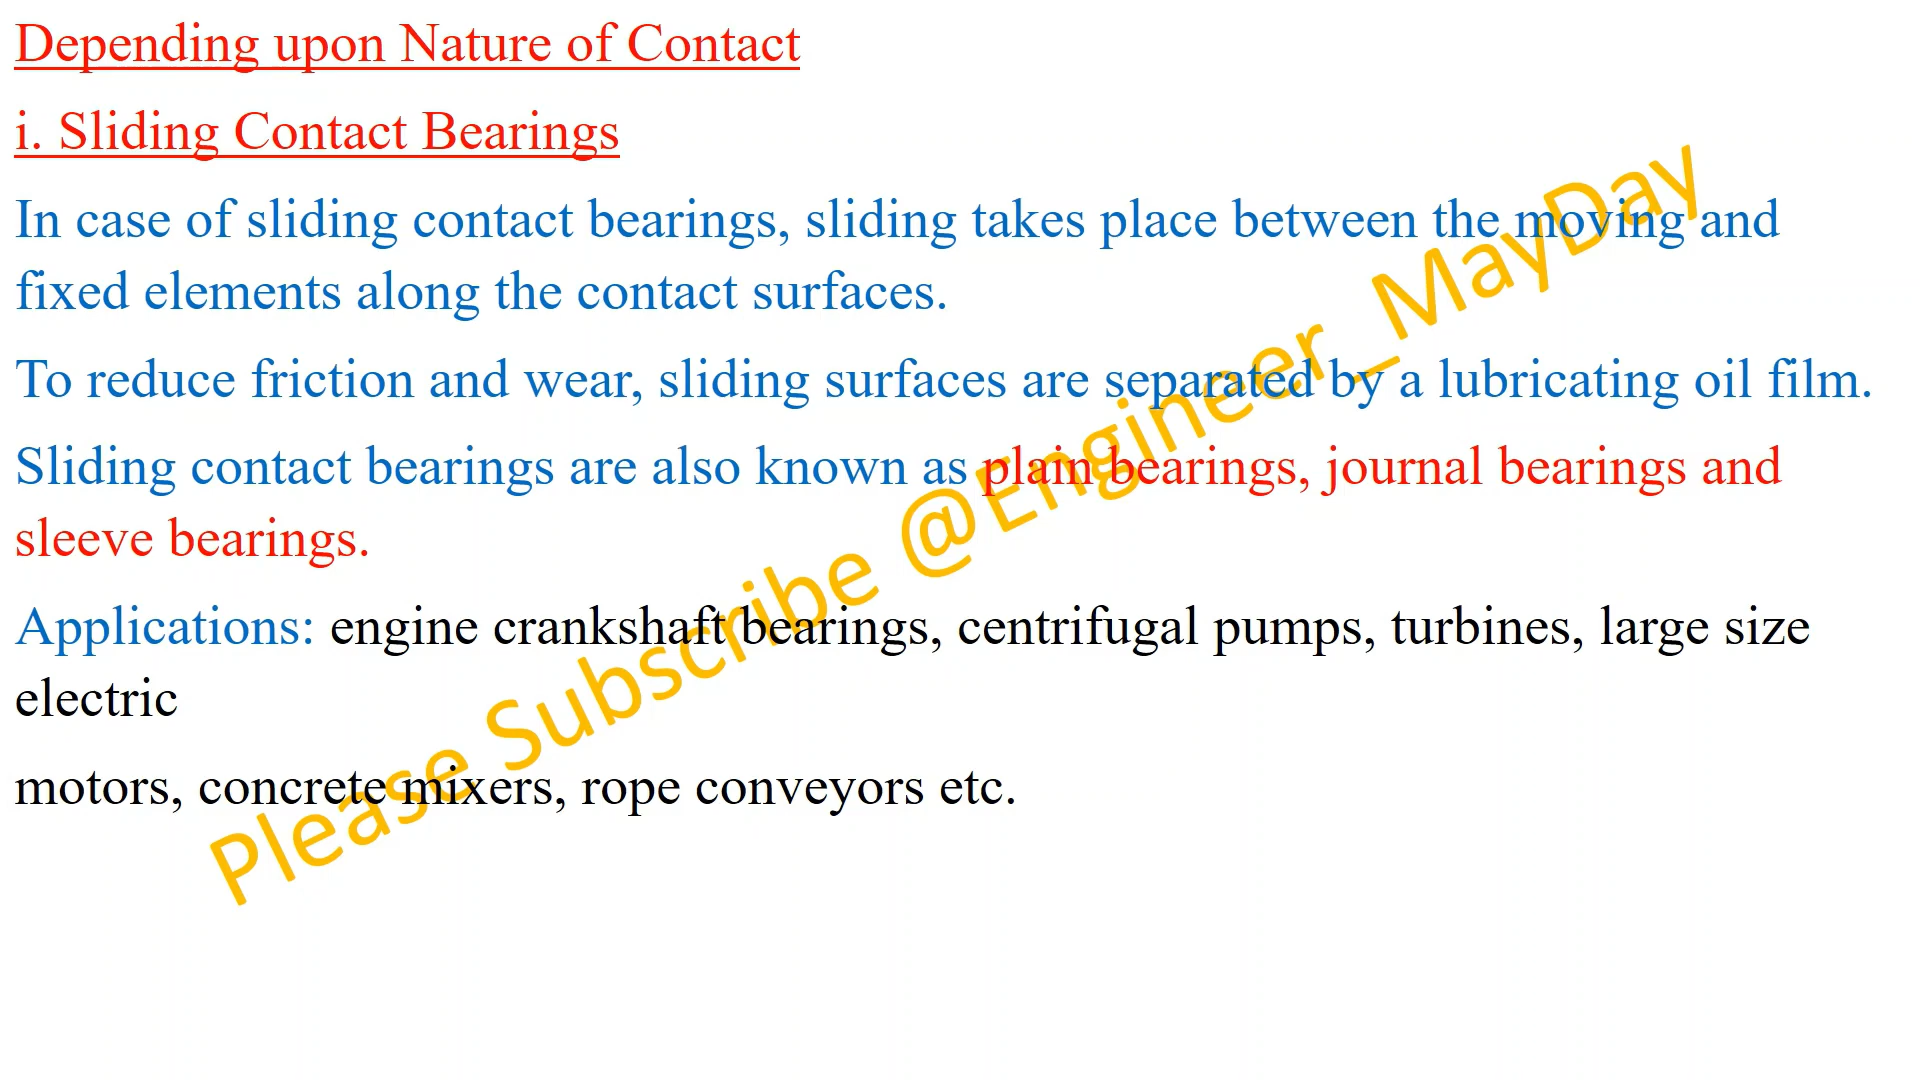 Depending upon Nature of Contact
i. Sliding Contact Bearings
In case of sliding contact bearings, sliding takes place between the moving and
fixed elements along the contact surfaces.
To reduce friction and wear, sliding surfaces are separated by a lubricating oil film.
Sliding contact bearings are also known as plain bearings, journal bearings and
sleeve bearings.
Applications: engine crankshaft bearings, centrifugal pumps, turbines, large size
electric
motors, concrete mixers, rope conveyors etc.
Please Subscribe @Engineer_MayDay